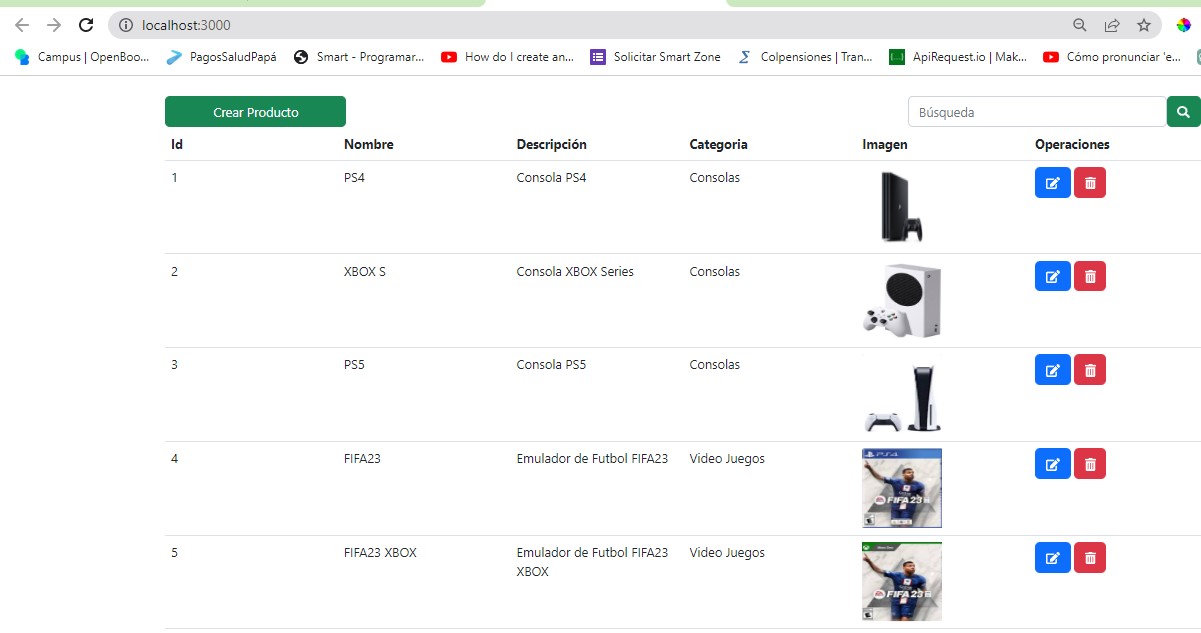 localhost:3000
Campus | OpenBoo... PagosSaludPapá Smart - Programar... How do I create an... Solicitar Smart Zone Colpensiones | Tran... ApiRequest.io | Mak... Cómo pronunciar 'e...
Crear Producto Búsqueda
Id Nombre Descripción Categoria Imagen Operaciones
1 PS4 Consola PS4 Consolas
2 XBOX S Consola XBOX Series Consolas
3 PS5 Consola PS5 Consolas
4 FIFA23 Emulador de Futbol FIFA23 Video Juegos
PS4
FIFA 23
5 FIFA23 XBOX Emulador de Futbol FIFA23 Video Juegos
XBOX
FIFA 23